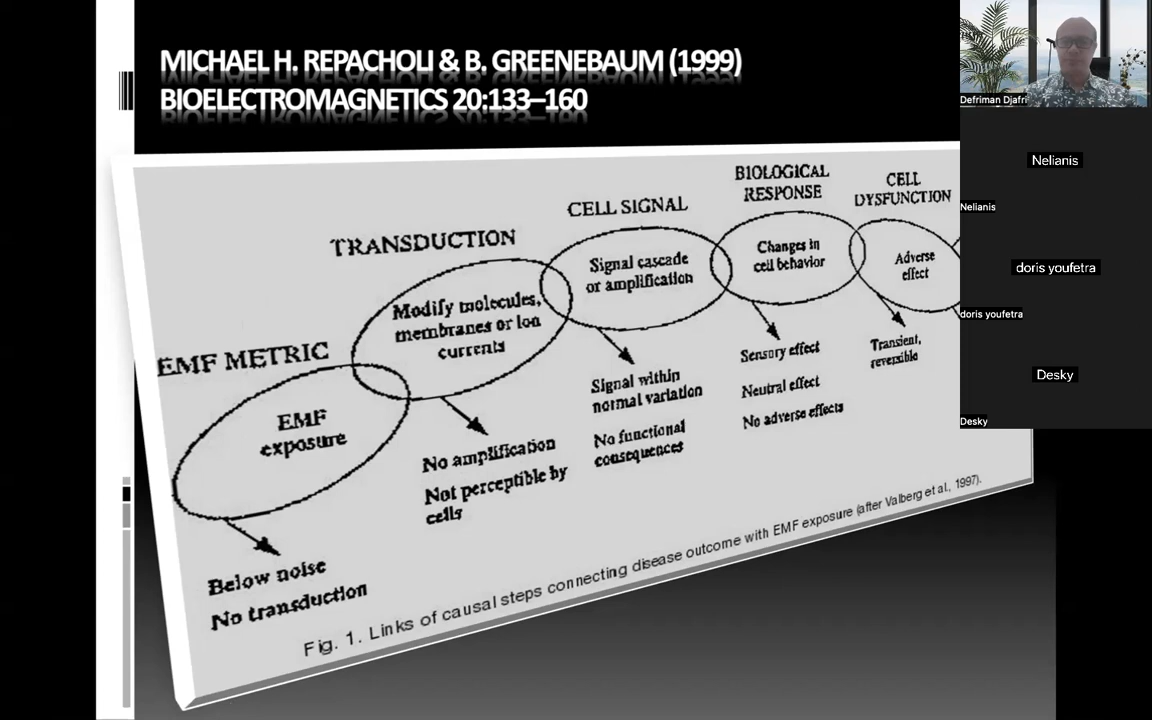 MICHAEL H. REPACHOLI & B. GREENEBAUM (1999)
BIOELECTROMAGNETICS 20:133–160
EMF METRIC
EMF
exposure
Below noise
No transduction
TRANSDUCTION
Modify molecules,
membranes or ion
currents
No amplification
Not perceptible by
cells
CELL SIGNAL
Signal cascade
or amplification
Signal within
normal variation
No functional
consequences
BIOLOGICAL
RESPONSE
Changes in
cell behavior
Sensory effect
Neutral effect
No adverse effects
CELL
DYSFUNCTION
Adverse
effect
Transient,
reversible
Fig. 1. Links of causal steps connecting disease outcome with EMF exposure (after Valberg et al., 1997).
Defriman Djafri
Nelianis
Nelianis
doris youfetra
doris youfetra
Desky
Desky